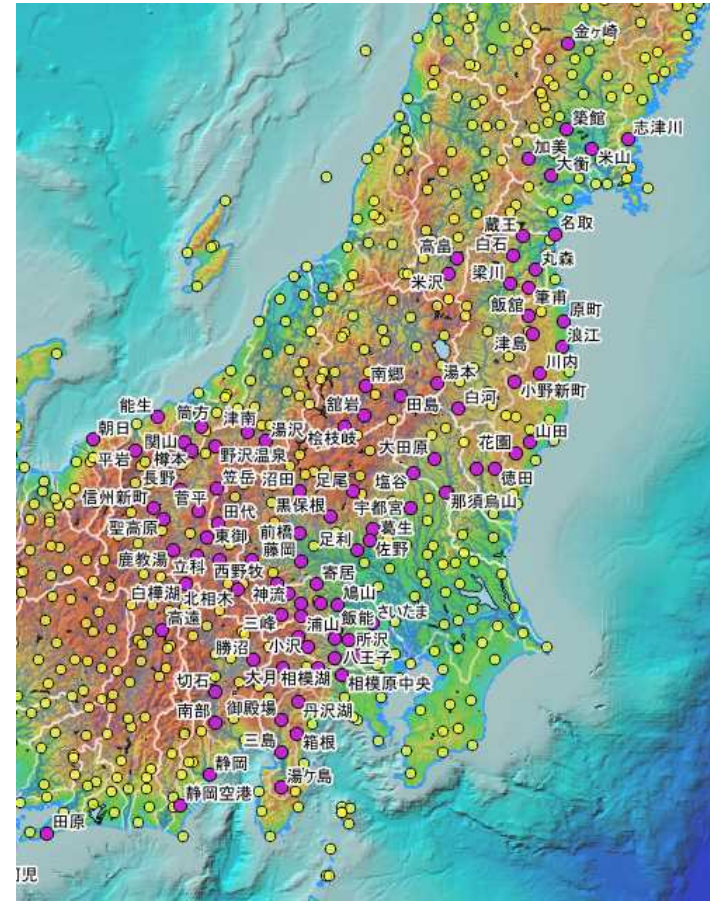 金ヶ崎
築館
志津川
加美
米山
大衡
蔵王
名取
高畠
白石
丸森
米沢
梁川
筆甫
飯舘
原町
津島
浪江
川内
南郷
湯本
小野新町
能生
筒方
津南
舘岩
田島
白河
朝日
関山
湯沢
桧枝岐
大田原
花園
山田
平岩
樽本
野沢温泉
長野
笠岳
沼田
足尾
塩谷
徳田
信州新町
菅平
黒保根
宇都宮
那須烏山
聖高原
田代
葛生
東御
前橋
足利
藤岡
佐野
鹿教湯
立科
西野牧
寄居
白樺湖
北相木
神流
鳩山
高遠
三峰
浦山
飯能
さいたま
勝沼
小沢
所沢
八王子
切石
大月
相模湖
相模原中央
南部
御殿場
丹沢湖
三島
箱根
静岡
湯ケ島
静岡空港
田原
児